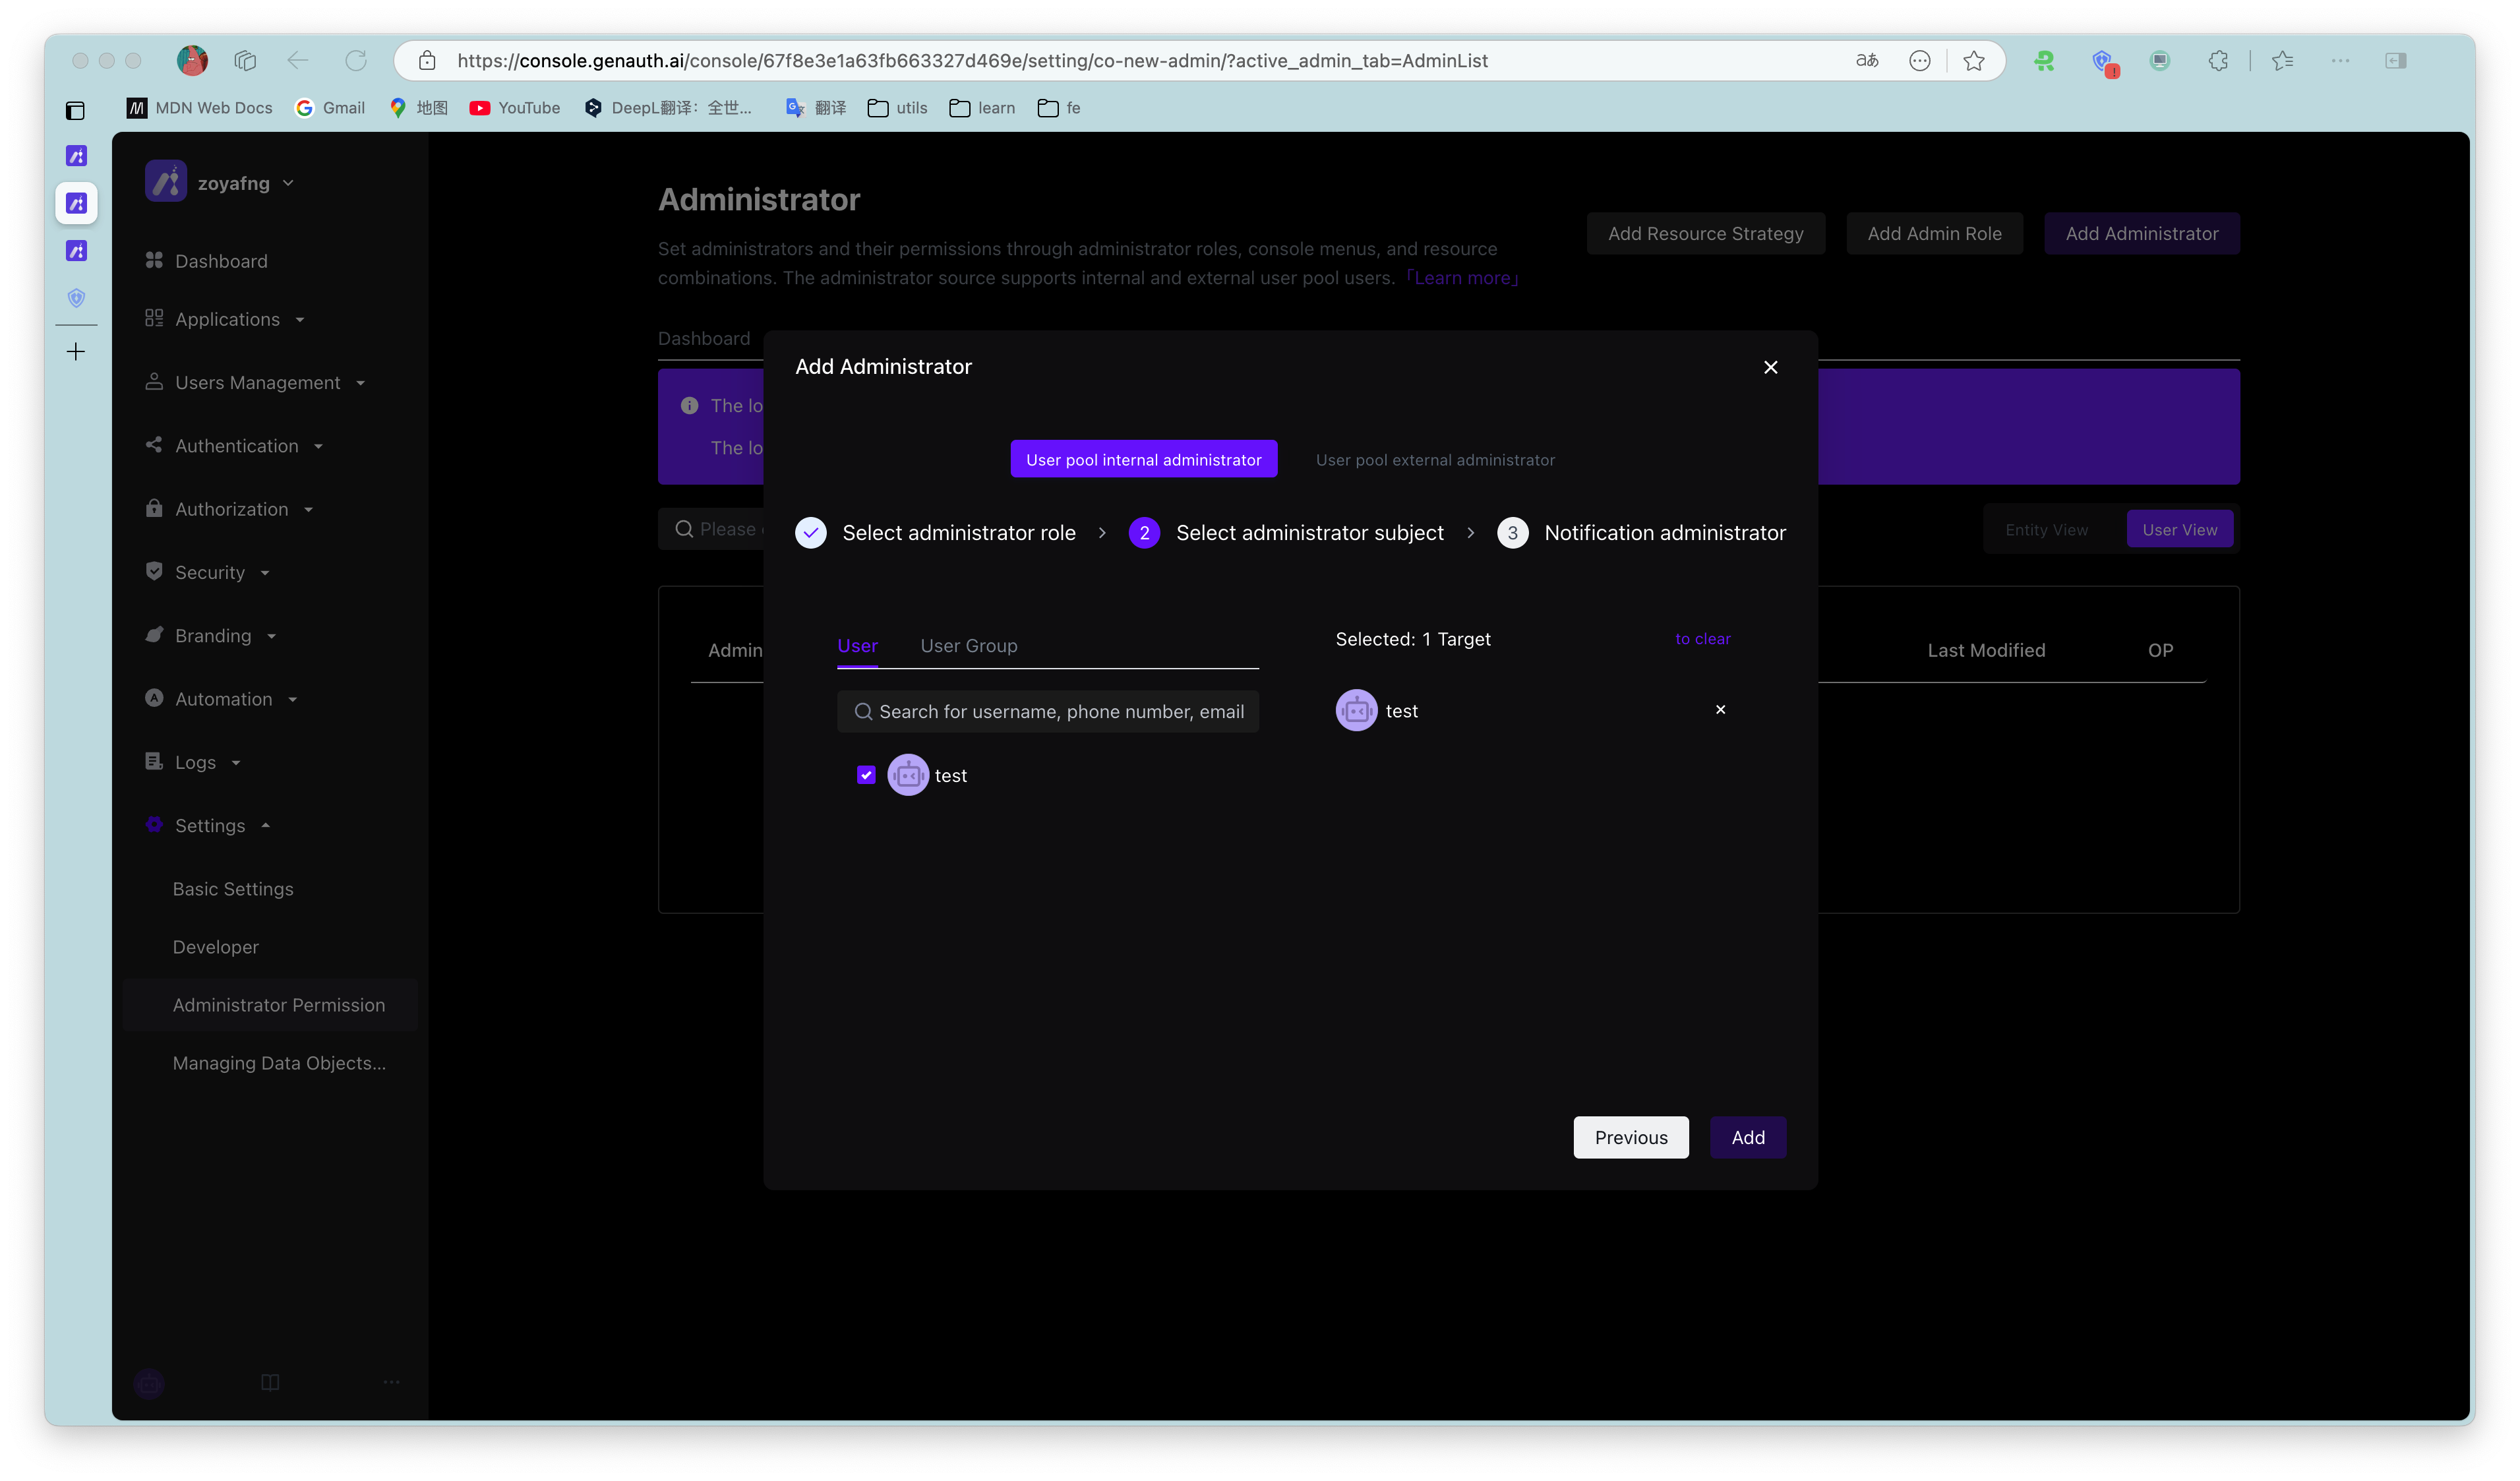 https://console.genauth.ai/console/67f8e3e1a63fb663327d469e/setting/co-new-admin/?active_admin_tab=AdminList
aあ
MDN Web Docs
Gmail
地图
YouTube
DeepL翻译：全世...
翻译
utils
learn
fe
zoyafng
Dashboard
Applications
Users Management
Authentication
Authorization
Security
Branding
Automation
Logs
Settings
Basic Settings
Developer
Administrator Permission
Managing Data Objects...
Administrator
Set administrators and their permissions through administrator roles, console menus, and resource
combinations. The administrator source supports internal and external user pool users. 「Learn more」
Add Resource Strategy
Add Admin Role
Add Administrator
Dashboard
The lo
The lo
Please
Entity View
User View
Admin
Last Modified
OP
Add Administrator
User pool internal administrator
User pool external administrator
Select administrator role
2
Select administrator subject
3
Notification administrator
User
User Group
Search for username, phone number, email
test
Selected: 1 Target
to clear
test
Previous
Add